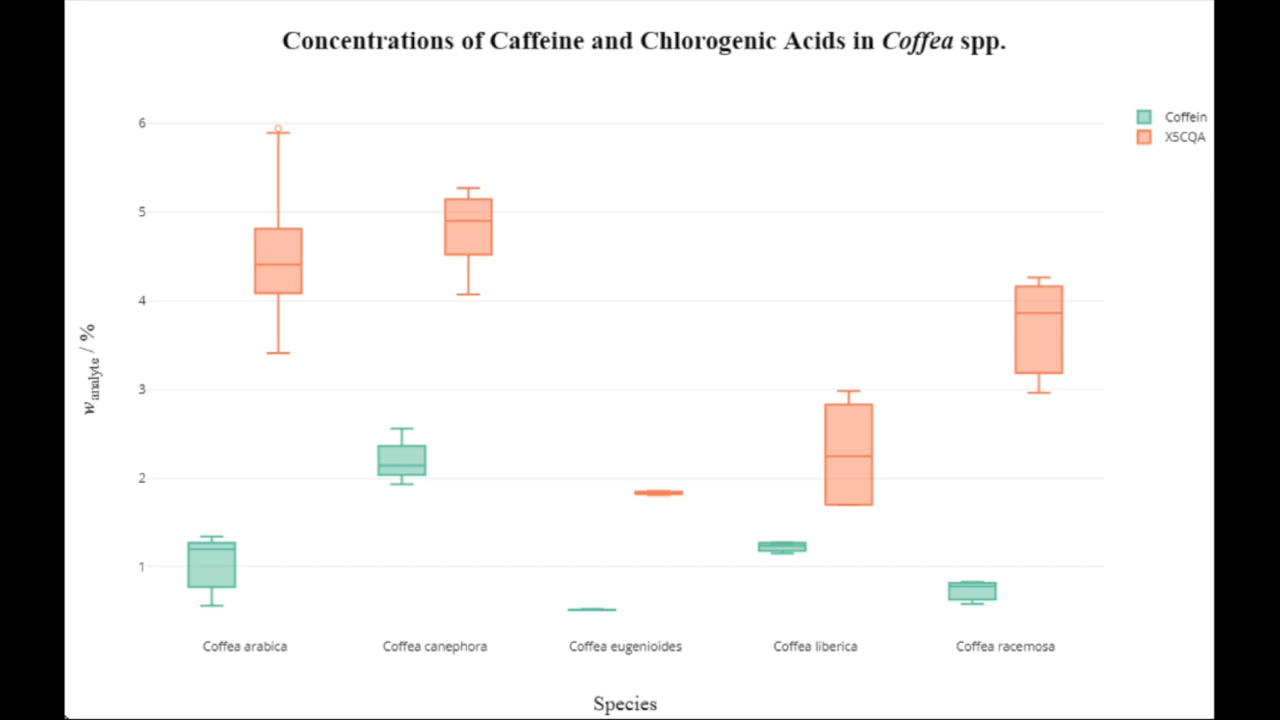 Concentrations of Caffeine and Chlorogenic Acids in Coffea spp.
Coffein
X5CQA
6
5
4
3
2
1
wanalyte / %
Coffea arabica
Coffea canephora
Coffea eugenioides
Coffea liberica
Coffea racemosa
Species